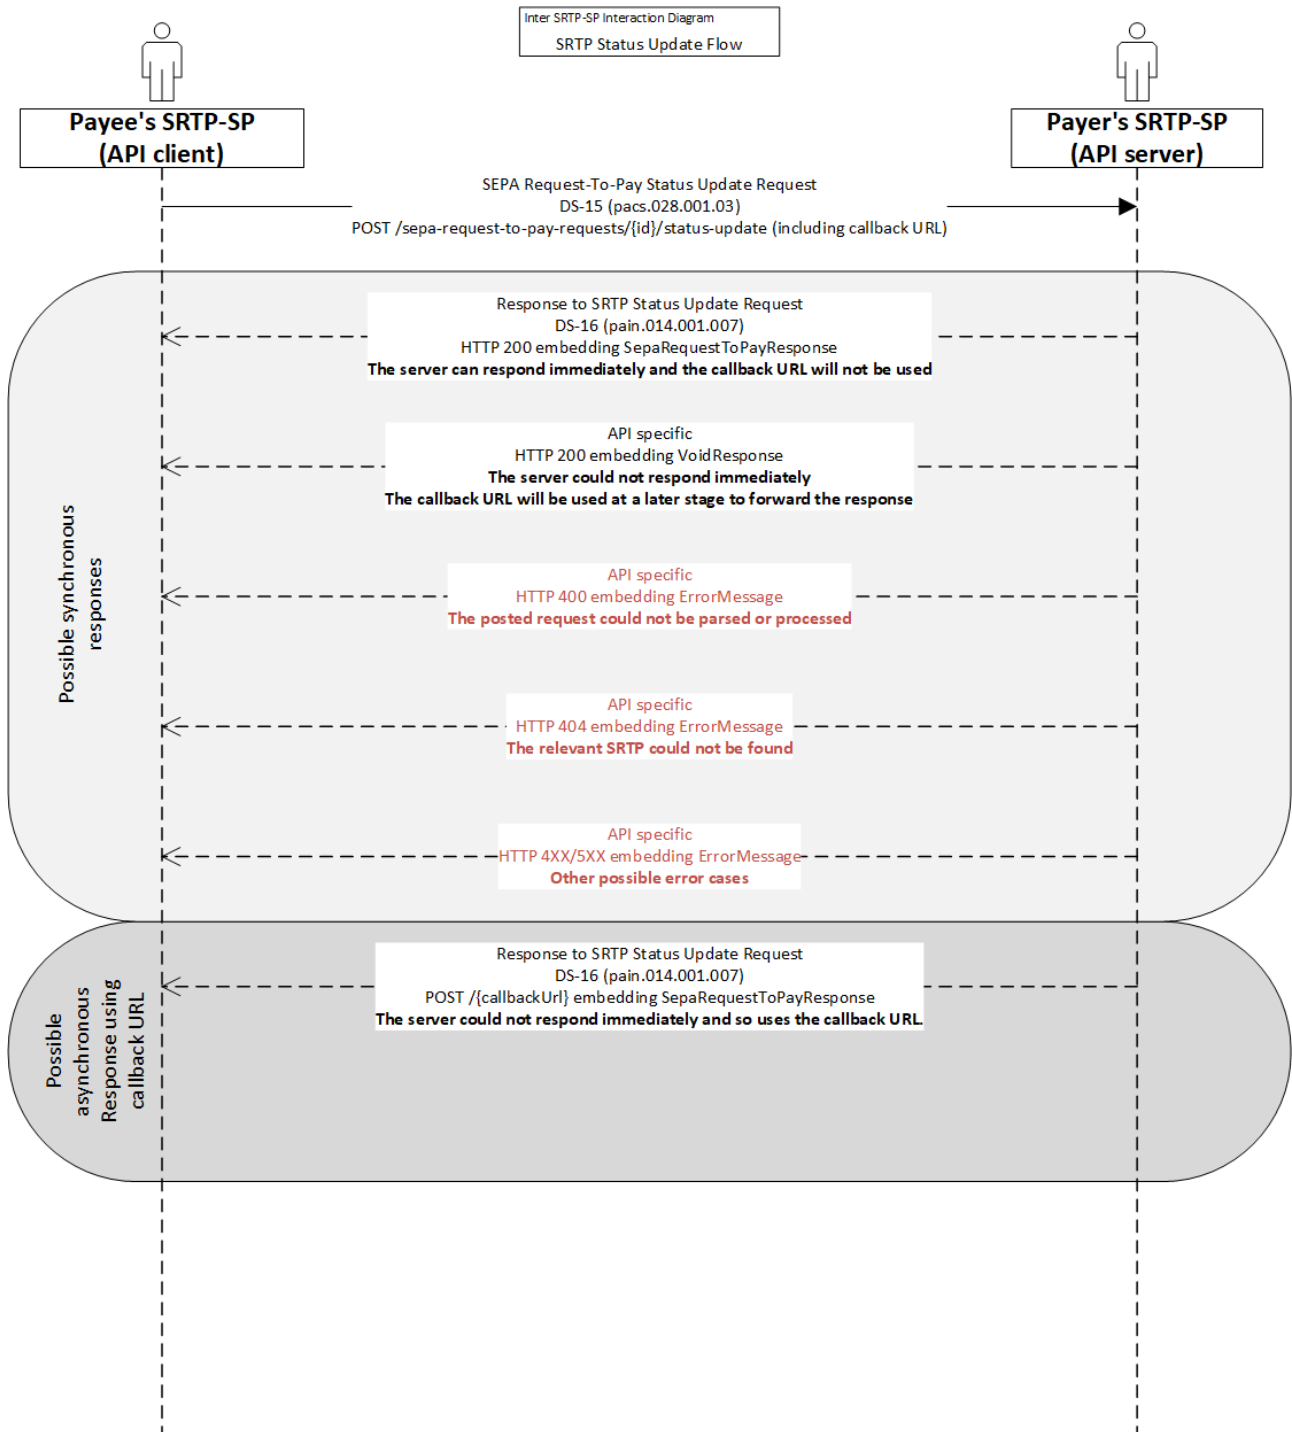 Inter SRTP-SP Interaction Diagram
SRTP Status Update Flow
Payee's SRTP-SP
(API client)
Payer's SRTP-SP
(API server)
SEPA Request-To-Pay Status Update Request
DS-15 (pacs.028.001.03)
POST /sepa-request-to-pay-requests/{id}/status-update (including callback URL)
Possible synchronous
responses
Response to SRTP Status Update Request
DS-16 (pain.014.001.007)
HTTP 200 embedding SepaRequestToPayResponse
The server can respond immediately and the callback URL will not be used
API specific
HTTP 200 embedding VoidResponse
The server could not respond immediately
The callback URL will be used at a later stage to forward the response
API specific
HTTP 400 embedding ErrorMessage
The posted request could not be parsed or processed
API specific
HTTP 404 embedding ErrorMessage
The relevant SRTP could not be found
API specific
HTTP 4XX/5XX embedding ErrorMessage
Other possible error cases
Possible
asynchronous
Response using
callback URL
Response to SRTP Status Update Request
DS-16 (pain.014.001.007)
POST /{callbackUrl} embedding SepaRequestToPayResponse
The server could not respond immediately and so uses the callback URL.